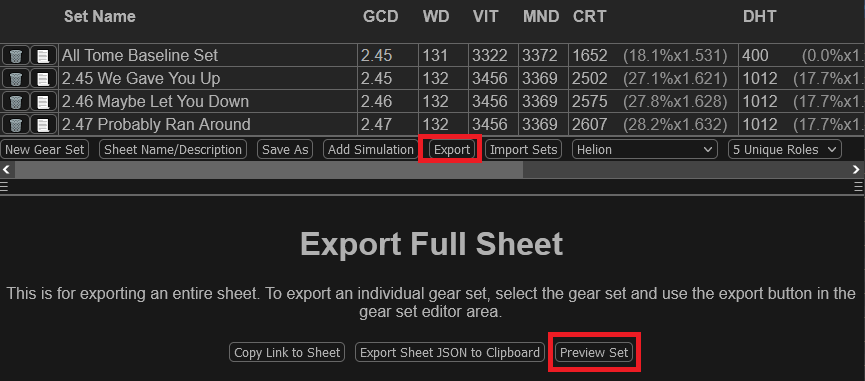 Set Name GCD WD VIT MND CRT DHT
All Tome Baseline Set 2.45 131 3322 3372 1652 (18.1%x1.531) 400 (0.0%x1.
2.45 We Gave You Up 2.45 132 3456 3369 2502 (27.1%x1.621) 1012 (17.7%x1.
2.46 Maybe Let You Down 2.46 132 3456 3369 2575 (27.8%x1.628) 1012 (17.7%x1.
2.47 Probably Ran Around 2.47 132 3456 3369 2607 (28.2%x1.632) 1012 (17.7%x1.
New Gear Set Sheet Name/Description Save As Add Simulation Export Import Sets Helion 5 Unique Roles
Export Full Sheet
This is for exporting an entire sheet. To export an individual gear set, select the gear set and use the export button in the
gear set editor area.
Copy Link to Sheet Export Sheet JSON to Clipboard Preview Set